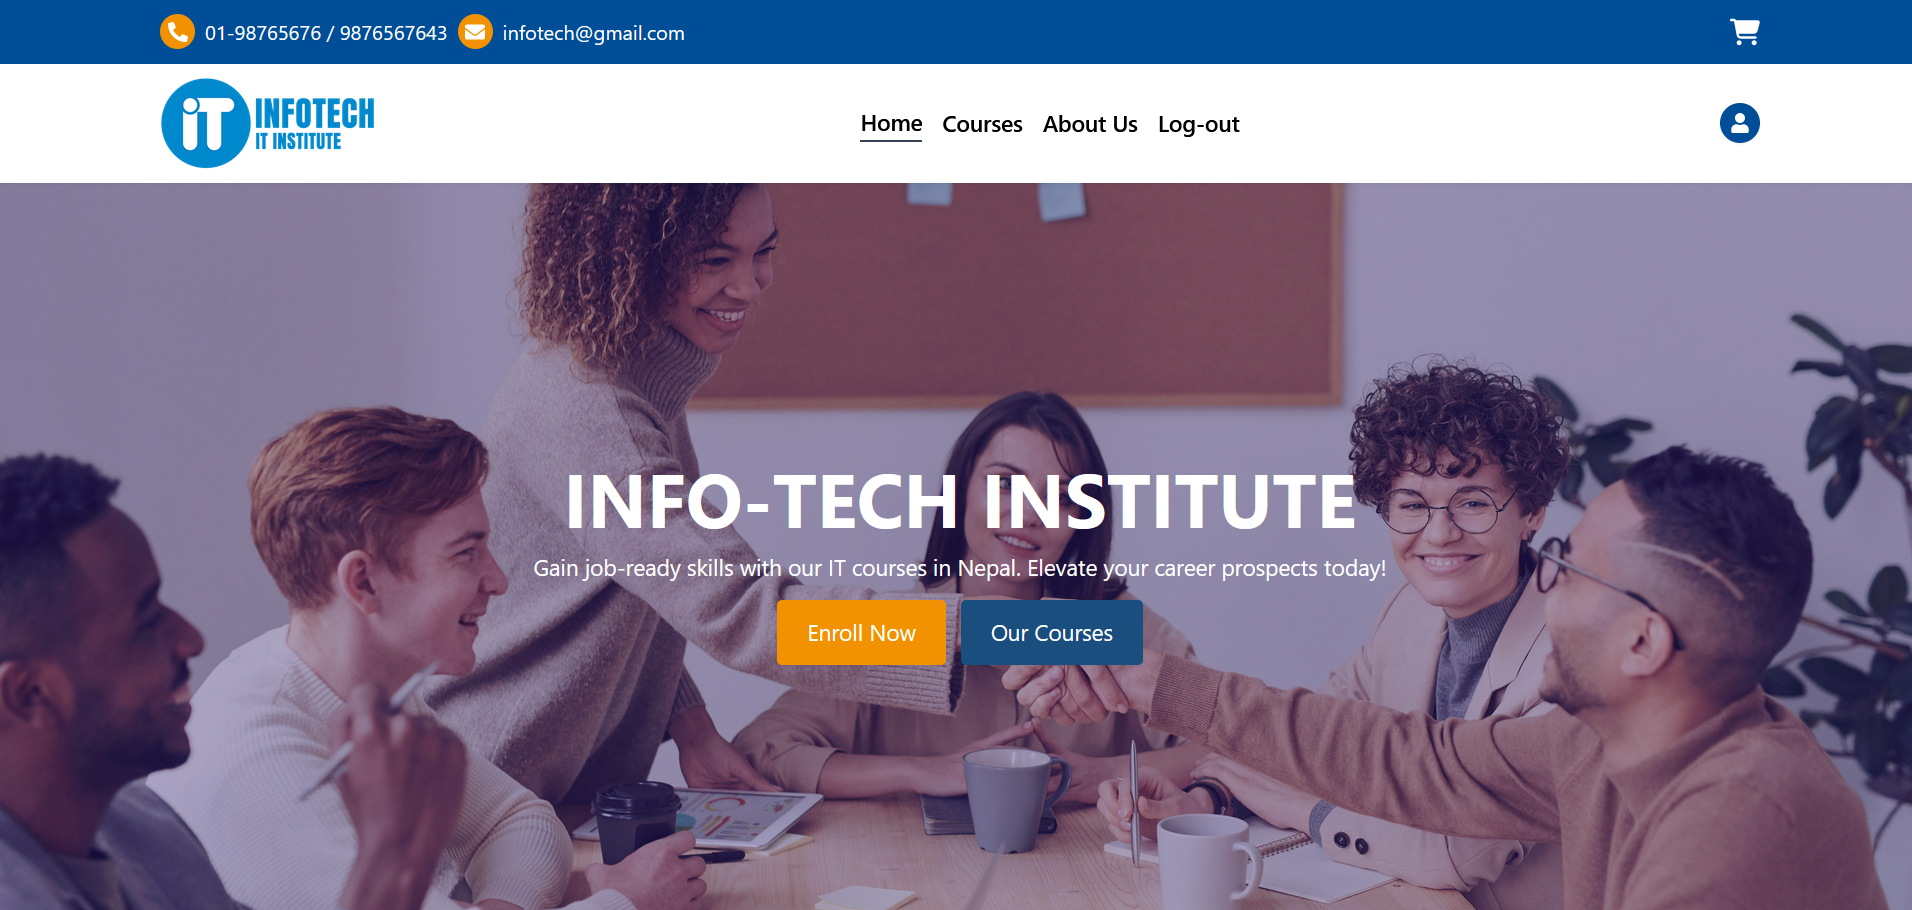 01-98765676 / 9876567643 infotech@gmail.com
iT INFOTECH
IT INSTITUTE
Home Courses About Us Log-out
INFO-TECH INSTITUTE
Gain job-ready skills with our IT courses in Nepal. Elevate your career prospects today!
Enroll Now Our Courses